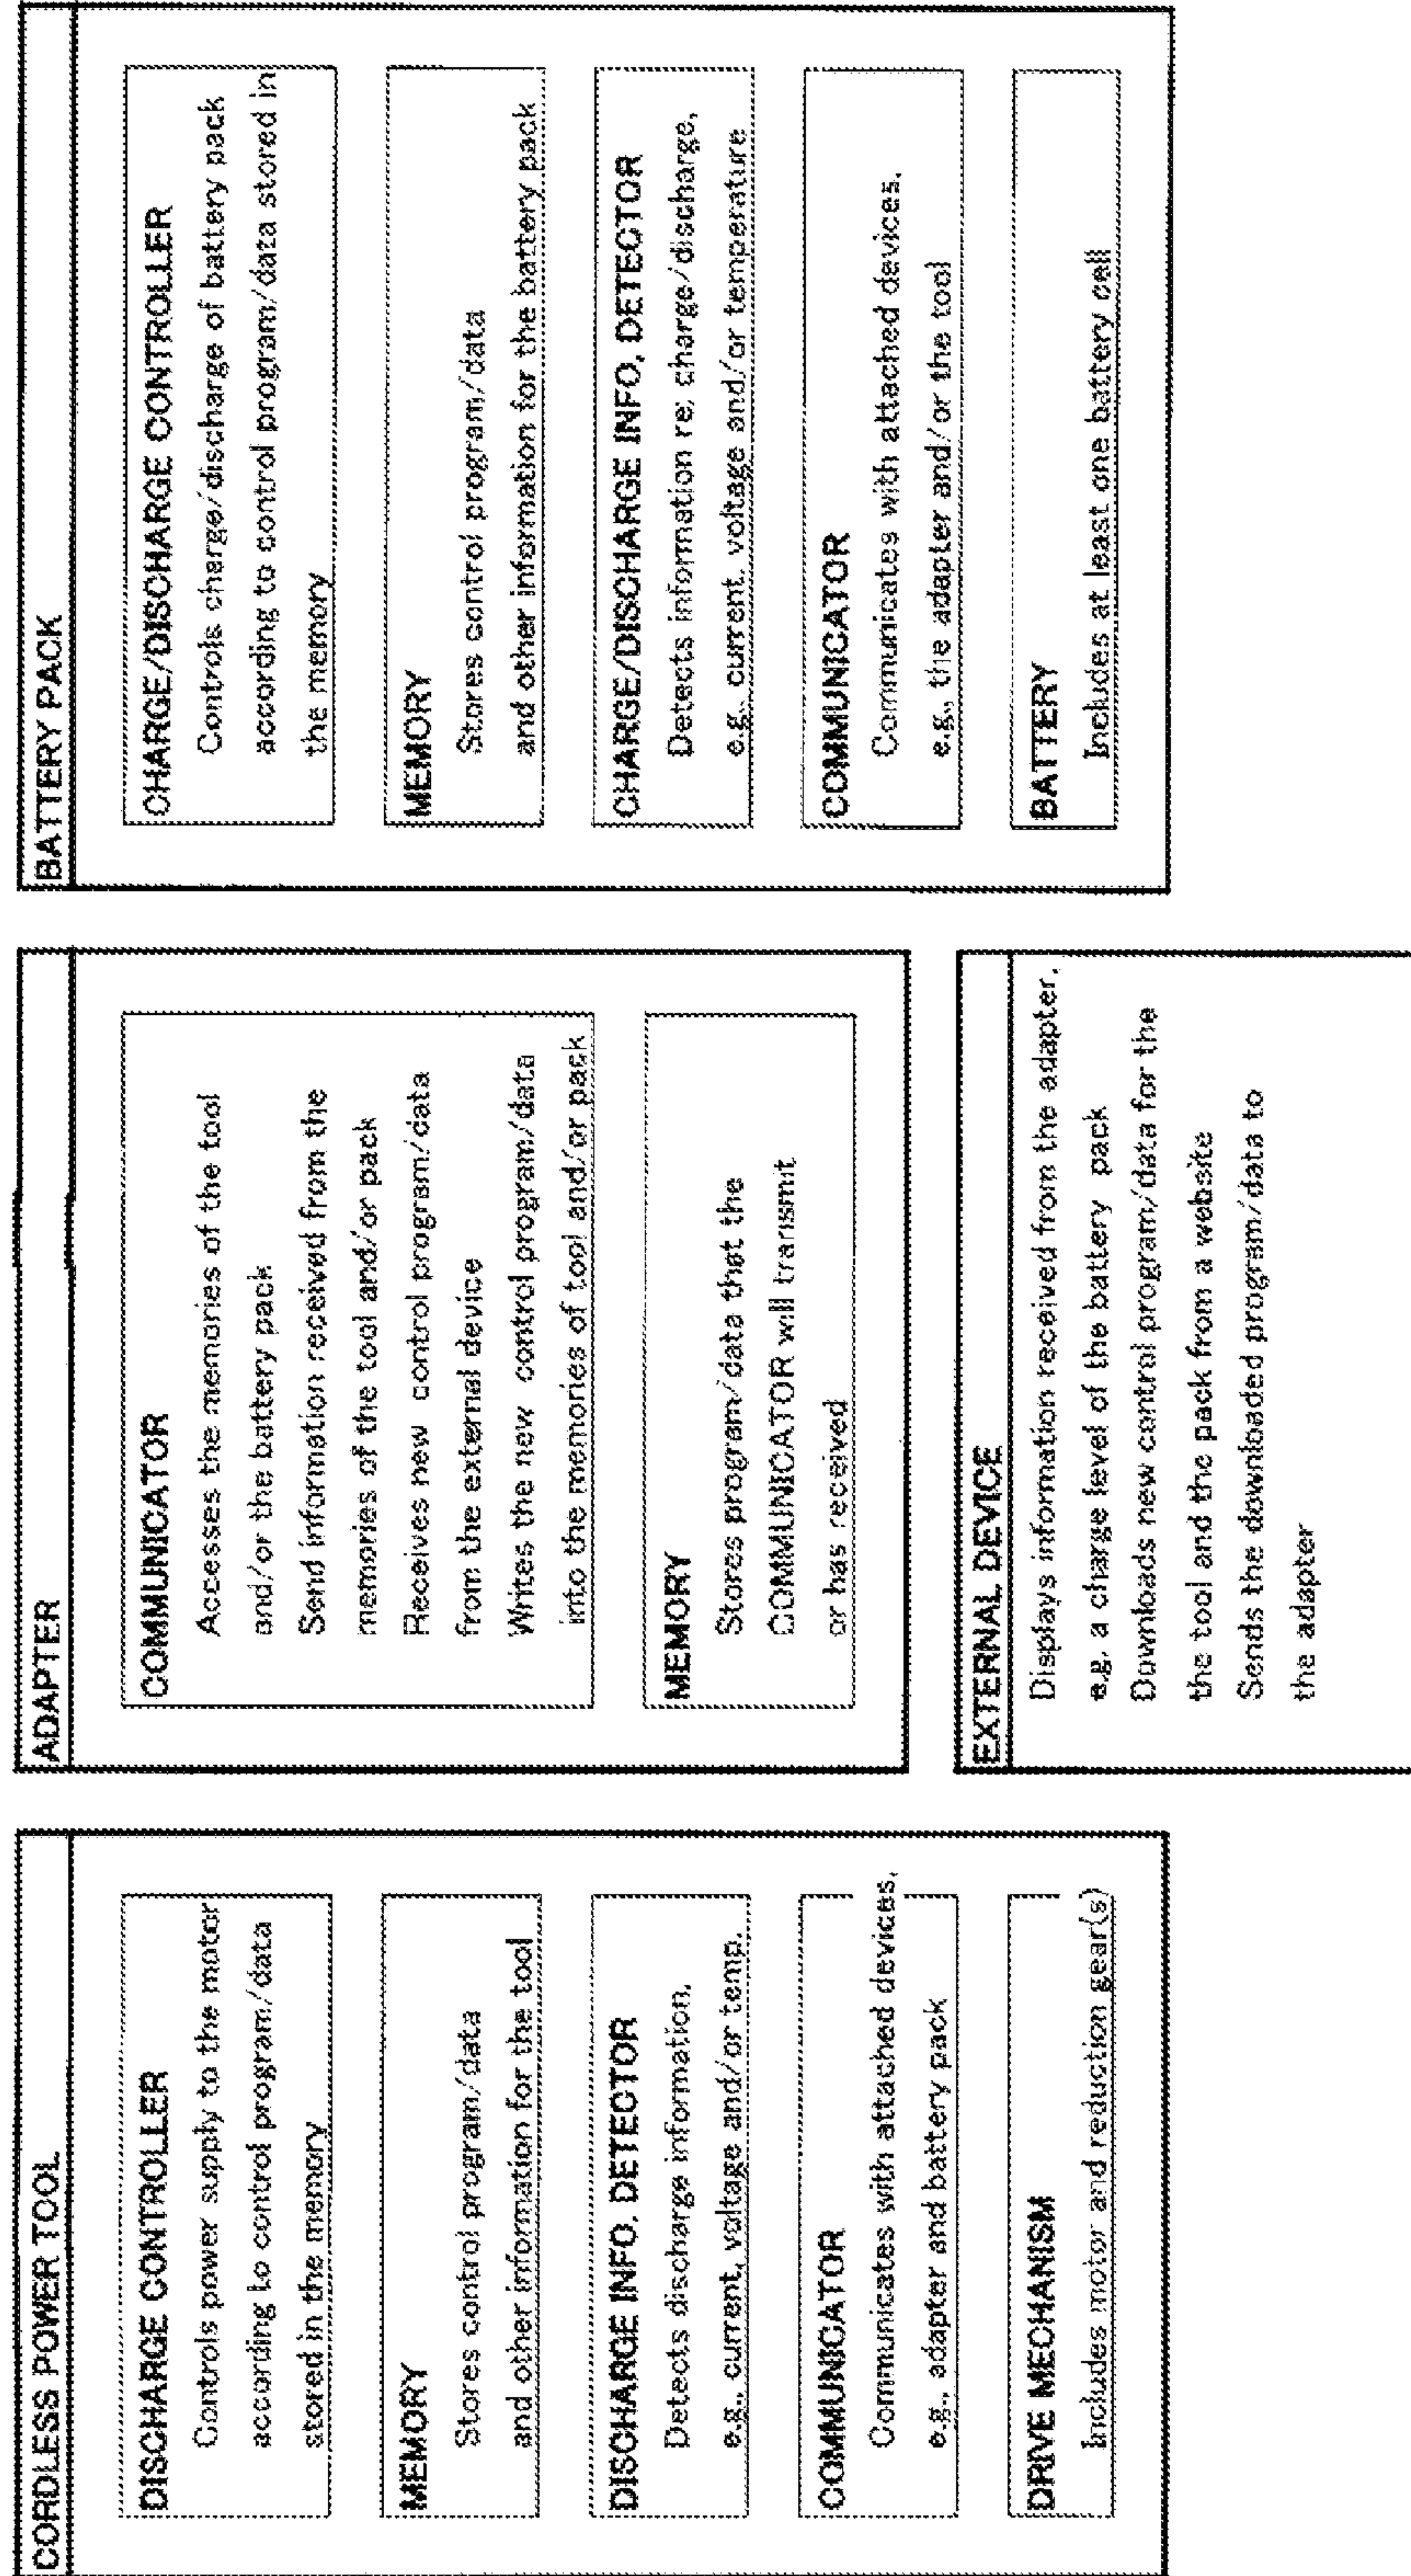 CORDLESS POWER TOOL
DISCHARGE CONTROLLER
Controls power supply to the motor
according to control program/data
stored in the memory
MEMORY
Stores control program/data
and other information for the tool
DISCHARGE INFO. DETECTOR
Detects discharge information,
e.g., current, voltage and/or temp.
COMMUNICATOR
Communicates with attached devices,
e.g., adapter and battery pack
DRIVE MECHANISM
Includes motor and reduction gear(s)
ADAPTER
COMMUNICATOR
Accesses the memories of the tool
and/or the battery pack
Send information received from the
memories of the tool and/or pack
Receives new control program/data
from the external device
Writes the new control program/data
into the memories of tool and/or pack
MEMORY
Stores program/data that the
COMMUNICATOR will transmit
or has received
EXTERNAL DEVICE
Displays information received from the adapter,
e.g. a charge level of the battery pack
Downloads new control program/data for the
the tool and the pack from a website
Sends the downloaded program/data to
the adapter
BATTERY PACK
CHARGE/DISCHARGE CONTROLLER
Controls charge/discharge of battery pack
according to control program/data stored in
the memory
MEMORY
Stores control program/data
and other information for the battery pack
CHARGE/DISCHARGE INFO, DETECTOR
Detects information re: charge/discharge,
e.g., current, voltage and/or temperature
COMMUNICATOR
Communicates with attached devices,
e.g., the adapter and/or the tool
BATTERY
Includes at least one battery cell